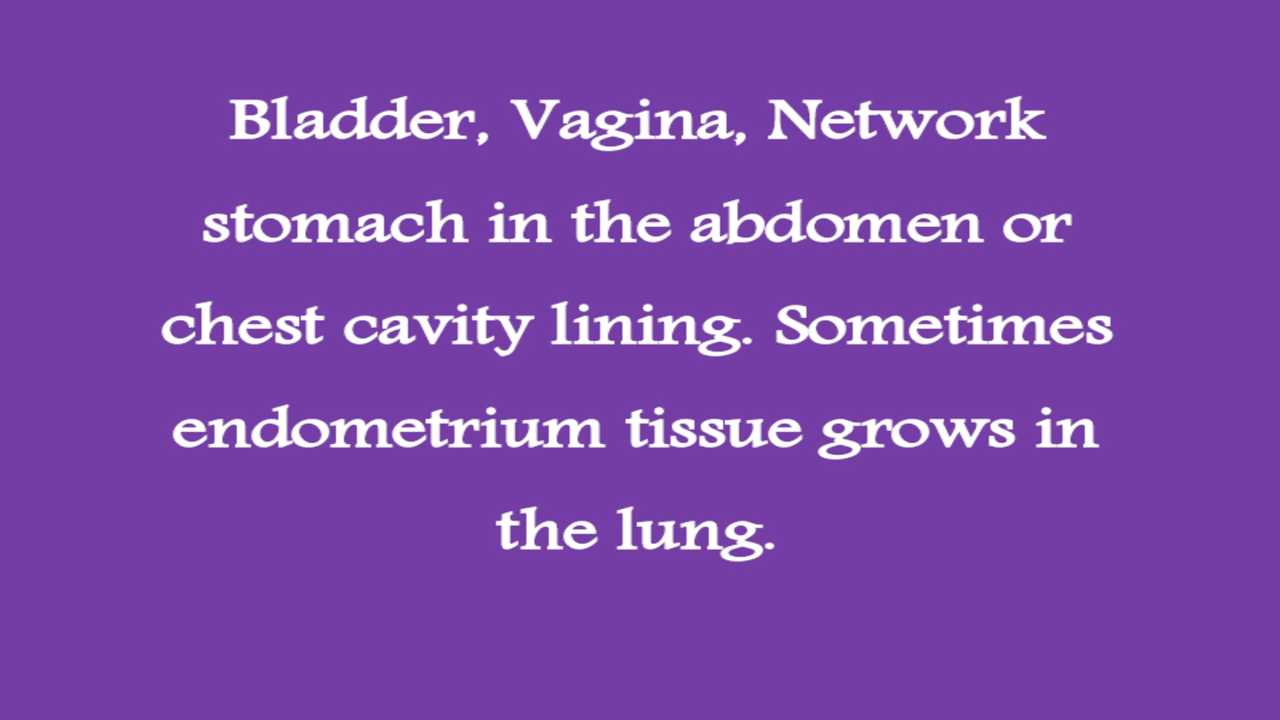 Bladder, Vagina, Network
stomach in the abdomen or
chest cavity lining. Sometimes
endometrium tissue grows in
the lung.